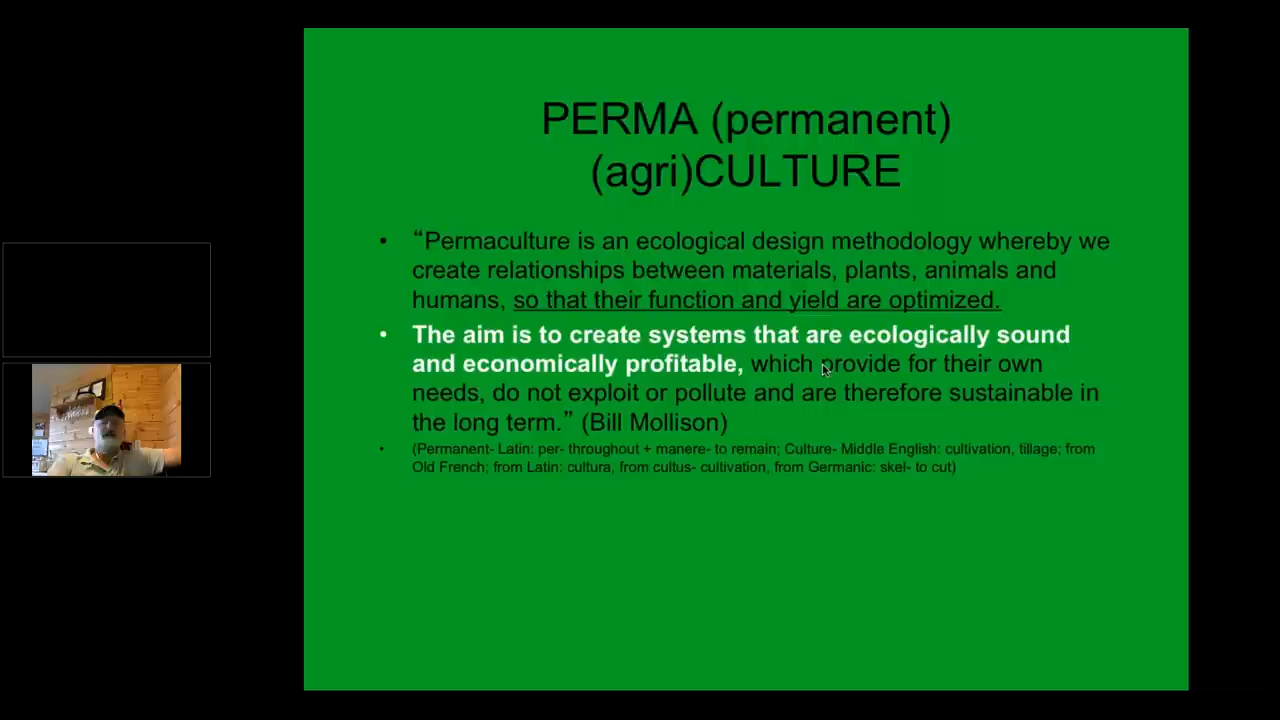 PERMA (permanent)
(agri)CULTURE
• “Permaculture is an ecological design methodology whereby we
create relationships between materials, plants, animals and
humans, so that their function and yield are optimized.
• The aim is to create systems that are ecologically sound
and economically profitable, which provide for their own
needs, do not exploit or pollute and are therefore sustainable in
the long term.” (Bill Mollison)
• (Permanent- Latin: per- throughout + manere- to remain; Culture- Middle English: cultivation, tillage; from
Old French; from Latin: cultura, from cultus- cultivation, from Germanic: skel- to cut)